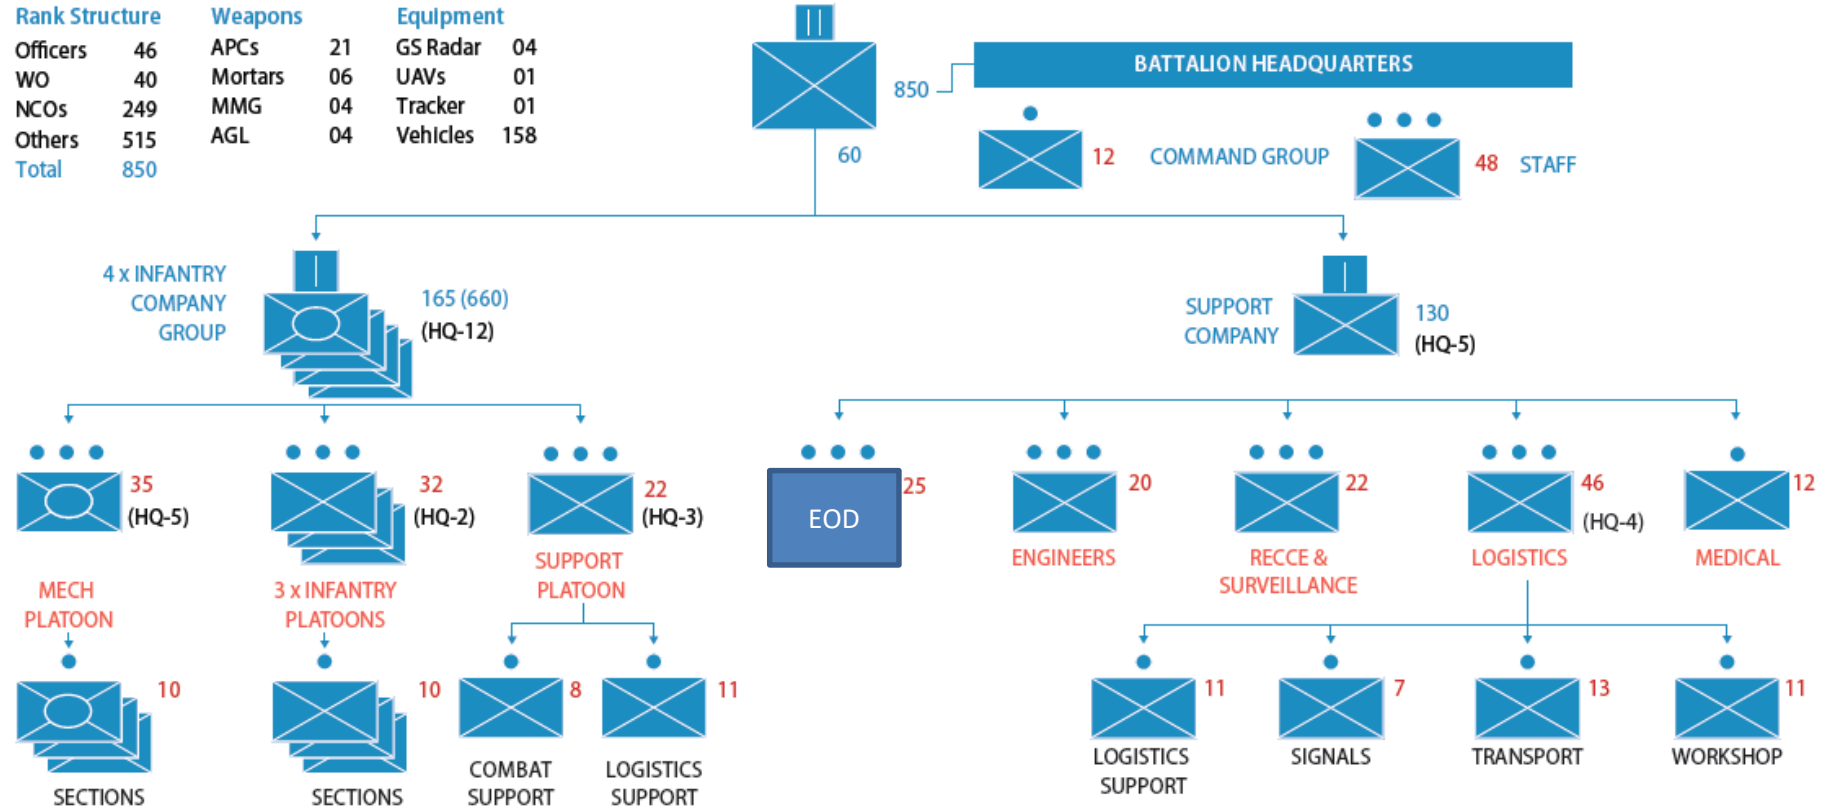 Rank Structure
Officers 46
WO 40
NCOs 249
Others 515
Total 850
Weapons
APCs 21
Mortars 06
MMG 04
AGL 04
Equipment
GS Radar 04
UAVs 01
Tracker 01
Vehicles 158
850
BATTALION HEADQUARTERS
60
12 COMMAND GROUP
48 STAFF
4 x INFANTRY
COMPANY
GROUP
165 (660)
(HQ-12)
SUPPORT
COMPANY
130
(HQ-5)
35
(HQ-5)
MECH
PLATOON
32
(HQ-2)
3 x INFANTRY
PLATOONS
22
(HQ-3)
SUPPORT
PLATOON
EOD
25
20
ENGINEERS
22
RECCE &
SURVEILLANCE
46
(HQ-4)
LOGISTICS
12
MEDICAL
10
SECTIONS
10
SECTIONS
8
COMBAT
SUPPORT
11
LOGISTICS
SUPPORT
11
LOGISTICS
SUPPORT
7
SIGNALS
13
TRANSPORT
11
WORKSHOP